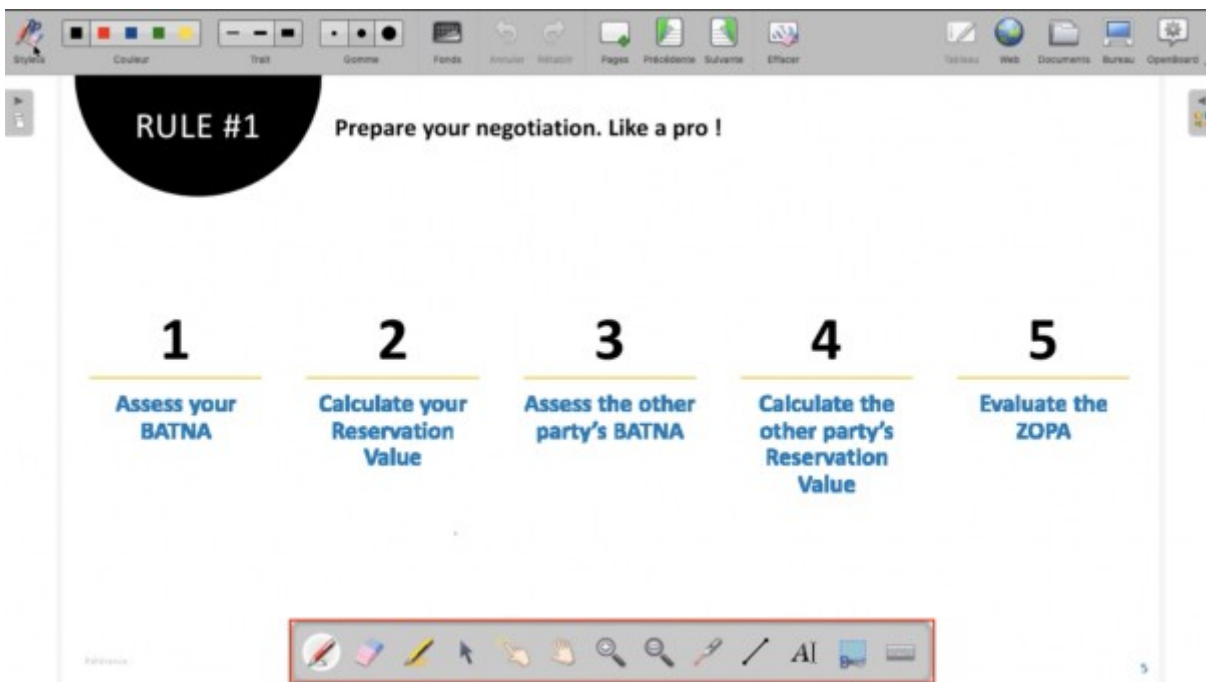 Stylets
Couleur
Trait
Gomme
Fonds
Annuler
Rétablir
Pages
Précédente
Suivante
Effacer
Tableau
Web
Documents
Bureau
OpenBoard
RULE #1
Prepare your negotiation. Like a pro !
1
Assess your
BATNA
2
Calculate your
Reservation
Value
3
Assess the other
party's BATNA
4
Calculate the
other party's
Reservation
Value
5
Evaluate the
ZOPA
Référence :
AI
5